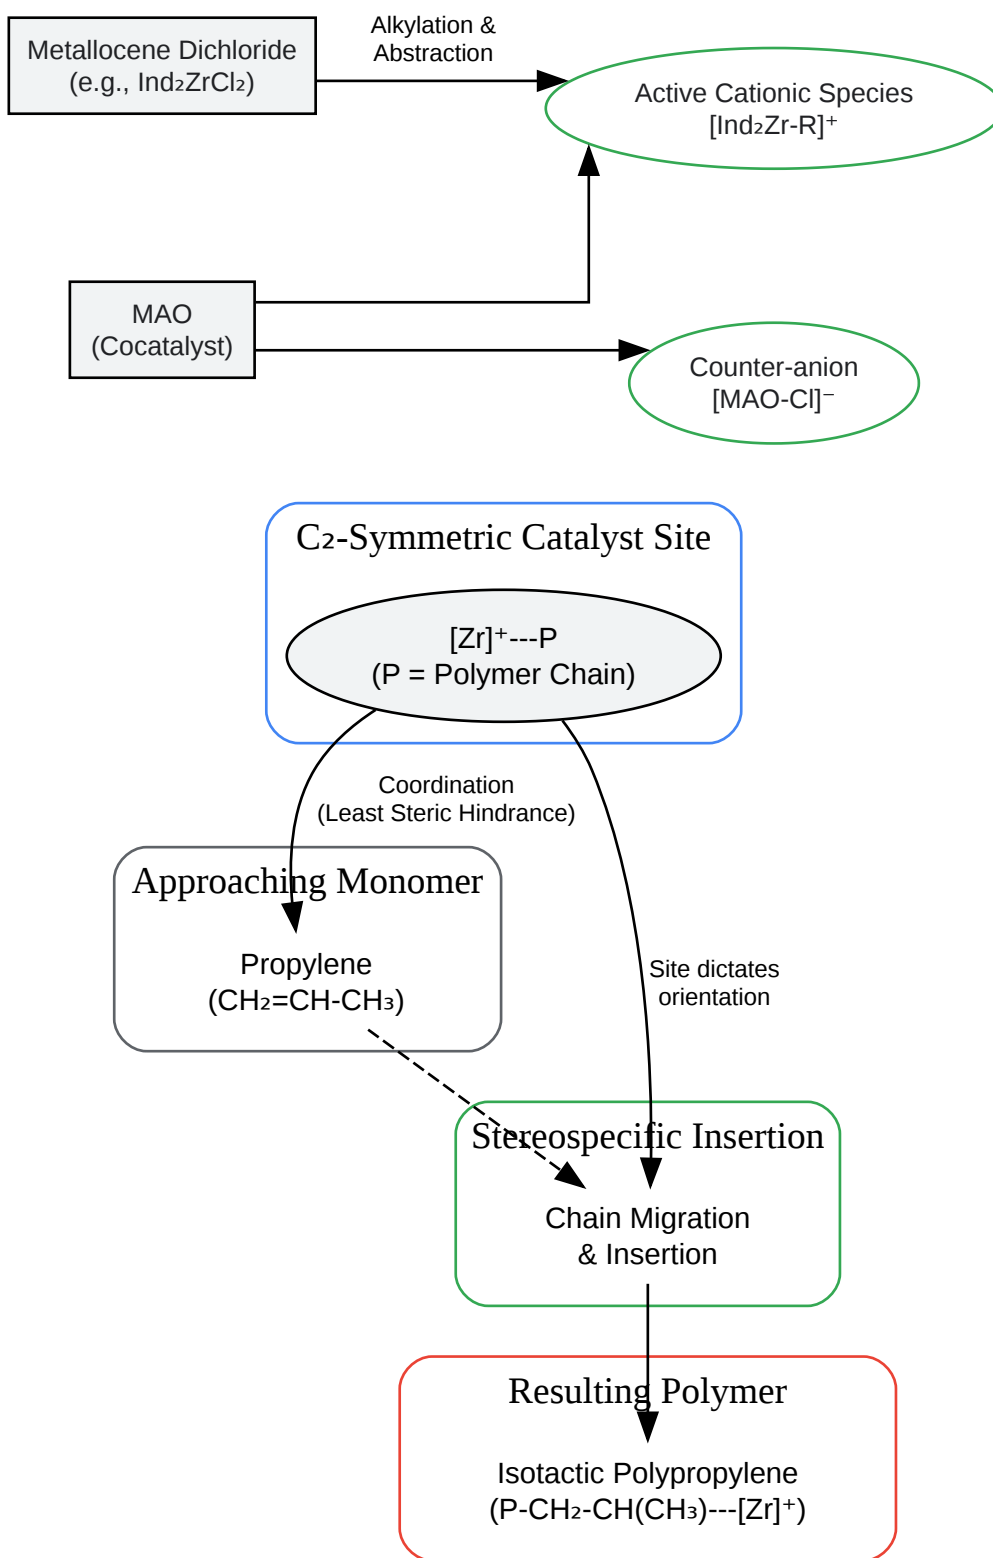 Metallocene Dichloride
(e.g., Ind₂ZrCl₂)
Alkylation &
Abstraction
Active Cationic Species
[Ind₂Zr-R]⁺
MAO
(Cocatalyst)
Counter-anion
[MAO-Cl]⁻
C₂-Symmetric Catalyst Site
[Zr]⁺---P
(P = Polymer Chain)
Coordination
(Least Steric Hindrance)
Approaching Monomer
Propylene
(CH₂=CH-CH₃)
Site dictates
orientation
Stereospecific Insertion
Chain Migration
& Insertion
Resulting Polymer
Isotactic Polypropylene
(P-CH₂-CH(CH₃)---[Zr]⁺)